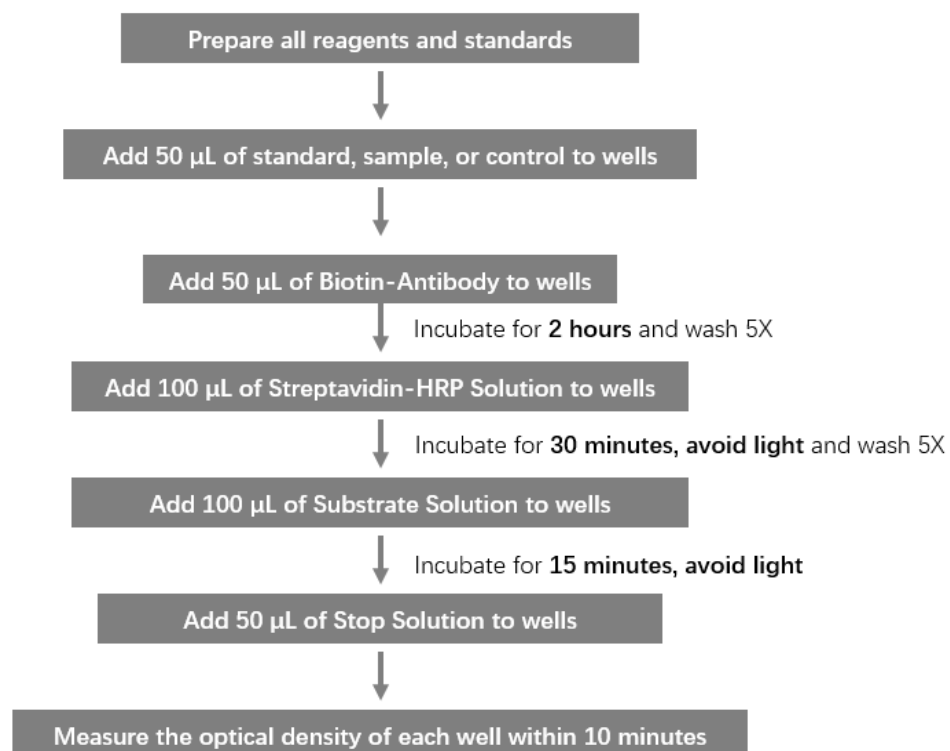 Prepare all reagents and standards
Add 50 µL of standard, sample, or control to wells
Add 50 µL of Biotin-Antibody to wells
Incubate for 2 hours and wash 5X
Add 100 µL of Streptavidin-HRP Solution to wells
Incubate for 30 minutes, avoid light and wash 5X
Add 100 µL of Substrate Solution to wells
Incubate for 15 minutes, avoid light
Add 50 µL of Stop Solution to wells
Measure the optical density of each well within 10 minutes